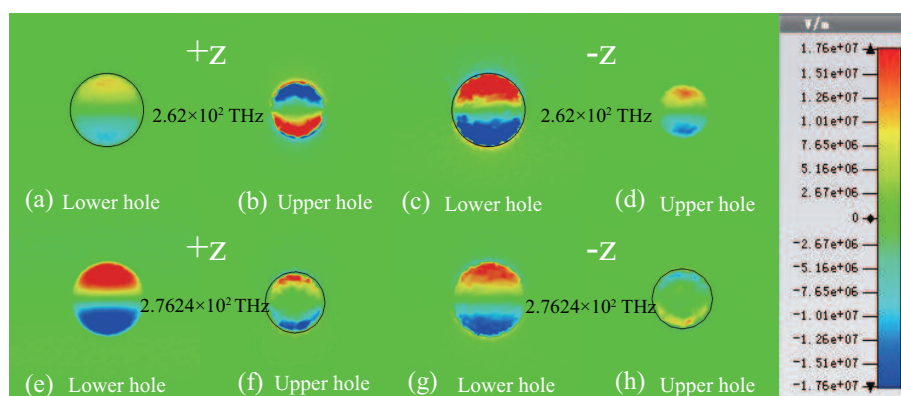 +z
-z
2.62×10² THz
2.62×10² THz
(a) Lower hole
(b) Upper hole
(c) Lower hole
(d) Upper hole
+z
-z
2.7624×10² THz
2.7624×10² THz
(e) Lower hole
(f) Upper hole
(g) Lower hole
(h) Upper hole
V/m
1.76e+07
1.51e+07
1.26e+07
1.01e+07
7.65e+06
5.16e+06
2.67e+06
0
-2.67e+06
-5.16e+06
-7.65e+06
-1.01e+07
-1.26e+07
-1.51e+07
-1.76e+07